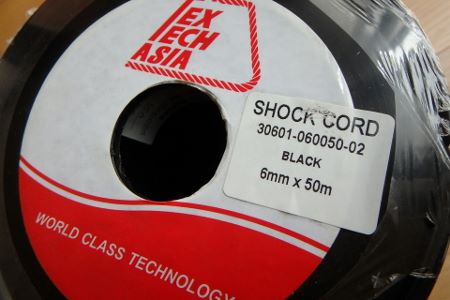 EX
TECH
ASIA
SHOCK CORD
30601-060050-02
BLACK
6mm x 50m
WORLD CLASS TECHNOLOGY